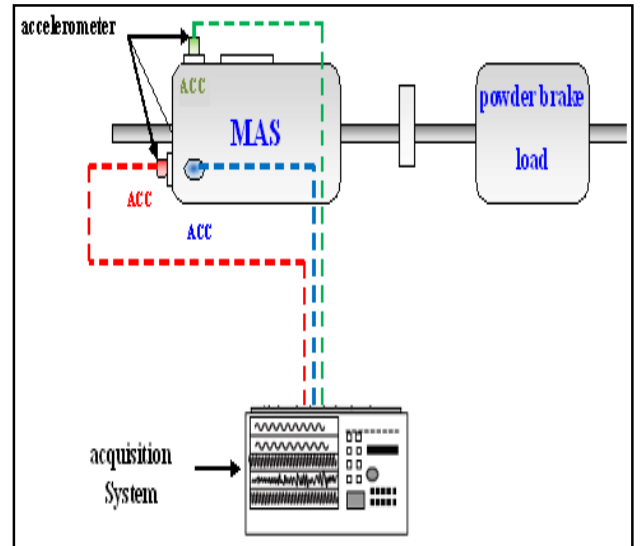 accelerometer
ACC
MAS
powder brake
load
ACC
ACC
acquisition
System